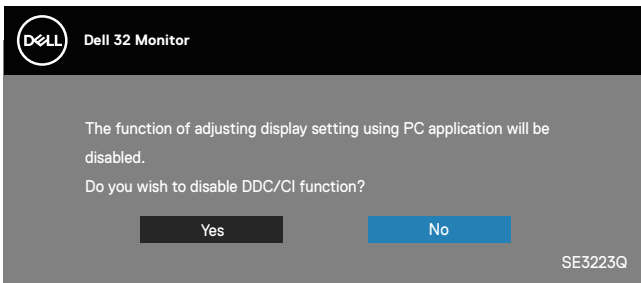 DELL
Dell 32 Monitor
The function of adjusting display setting using PC application will be
disabled.
Do you wish to disable DDC/CI function?
Yes
No
SE3223Q